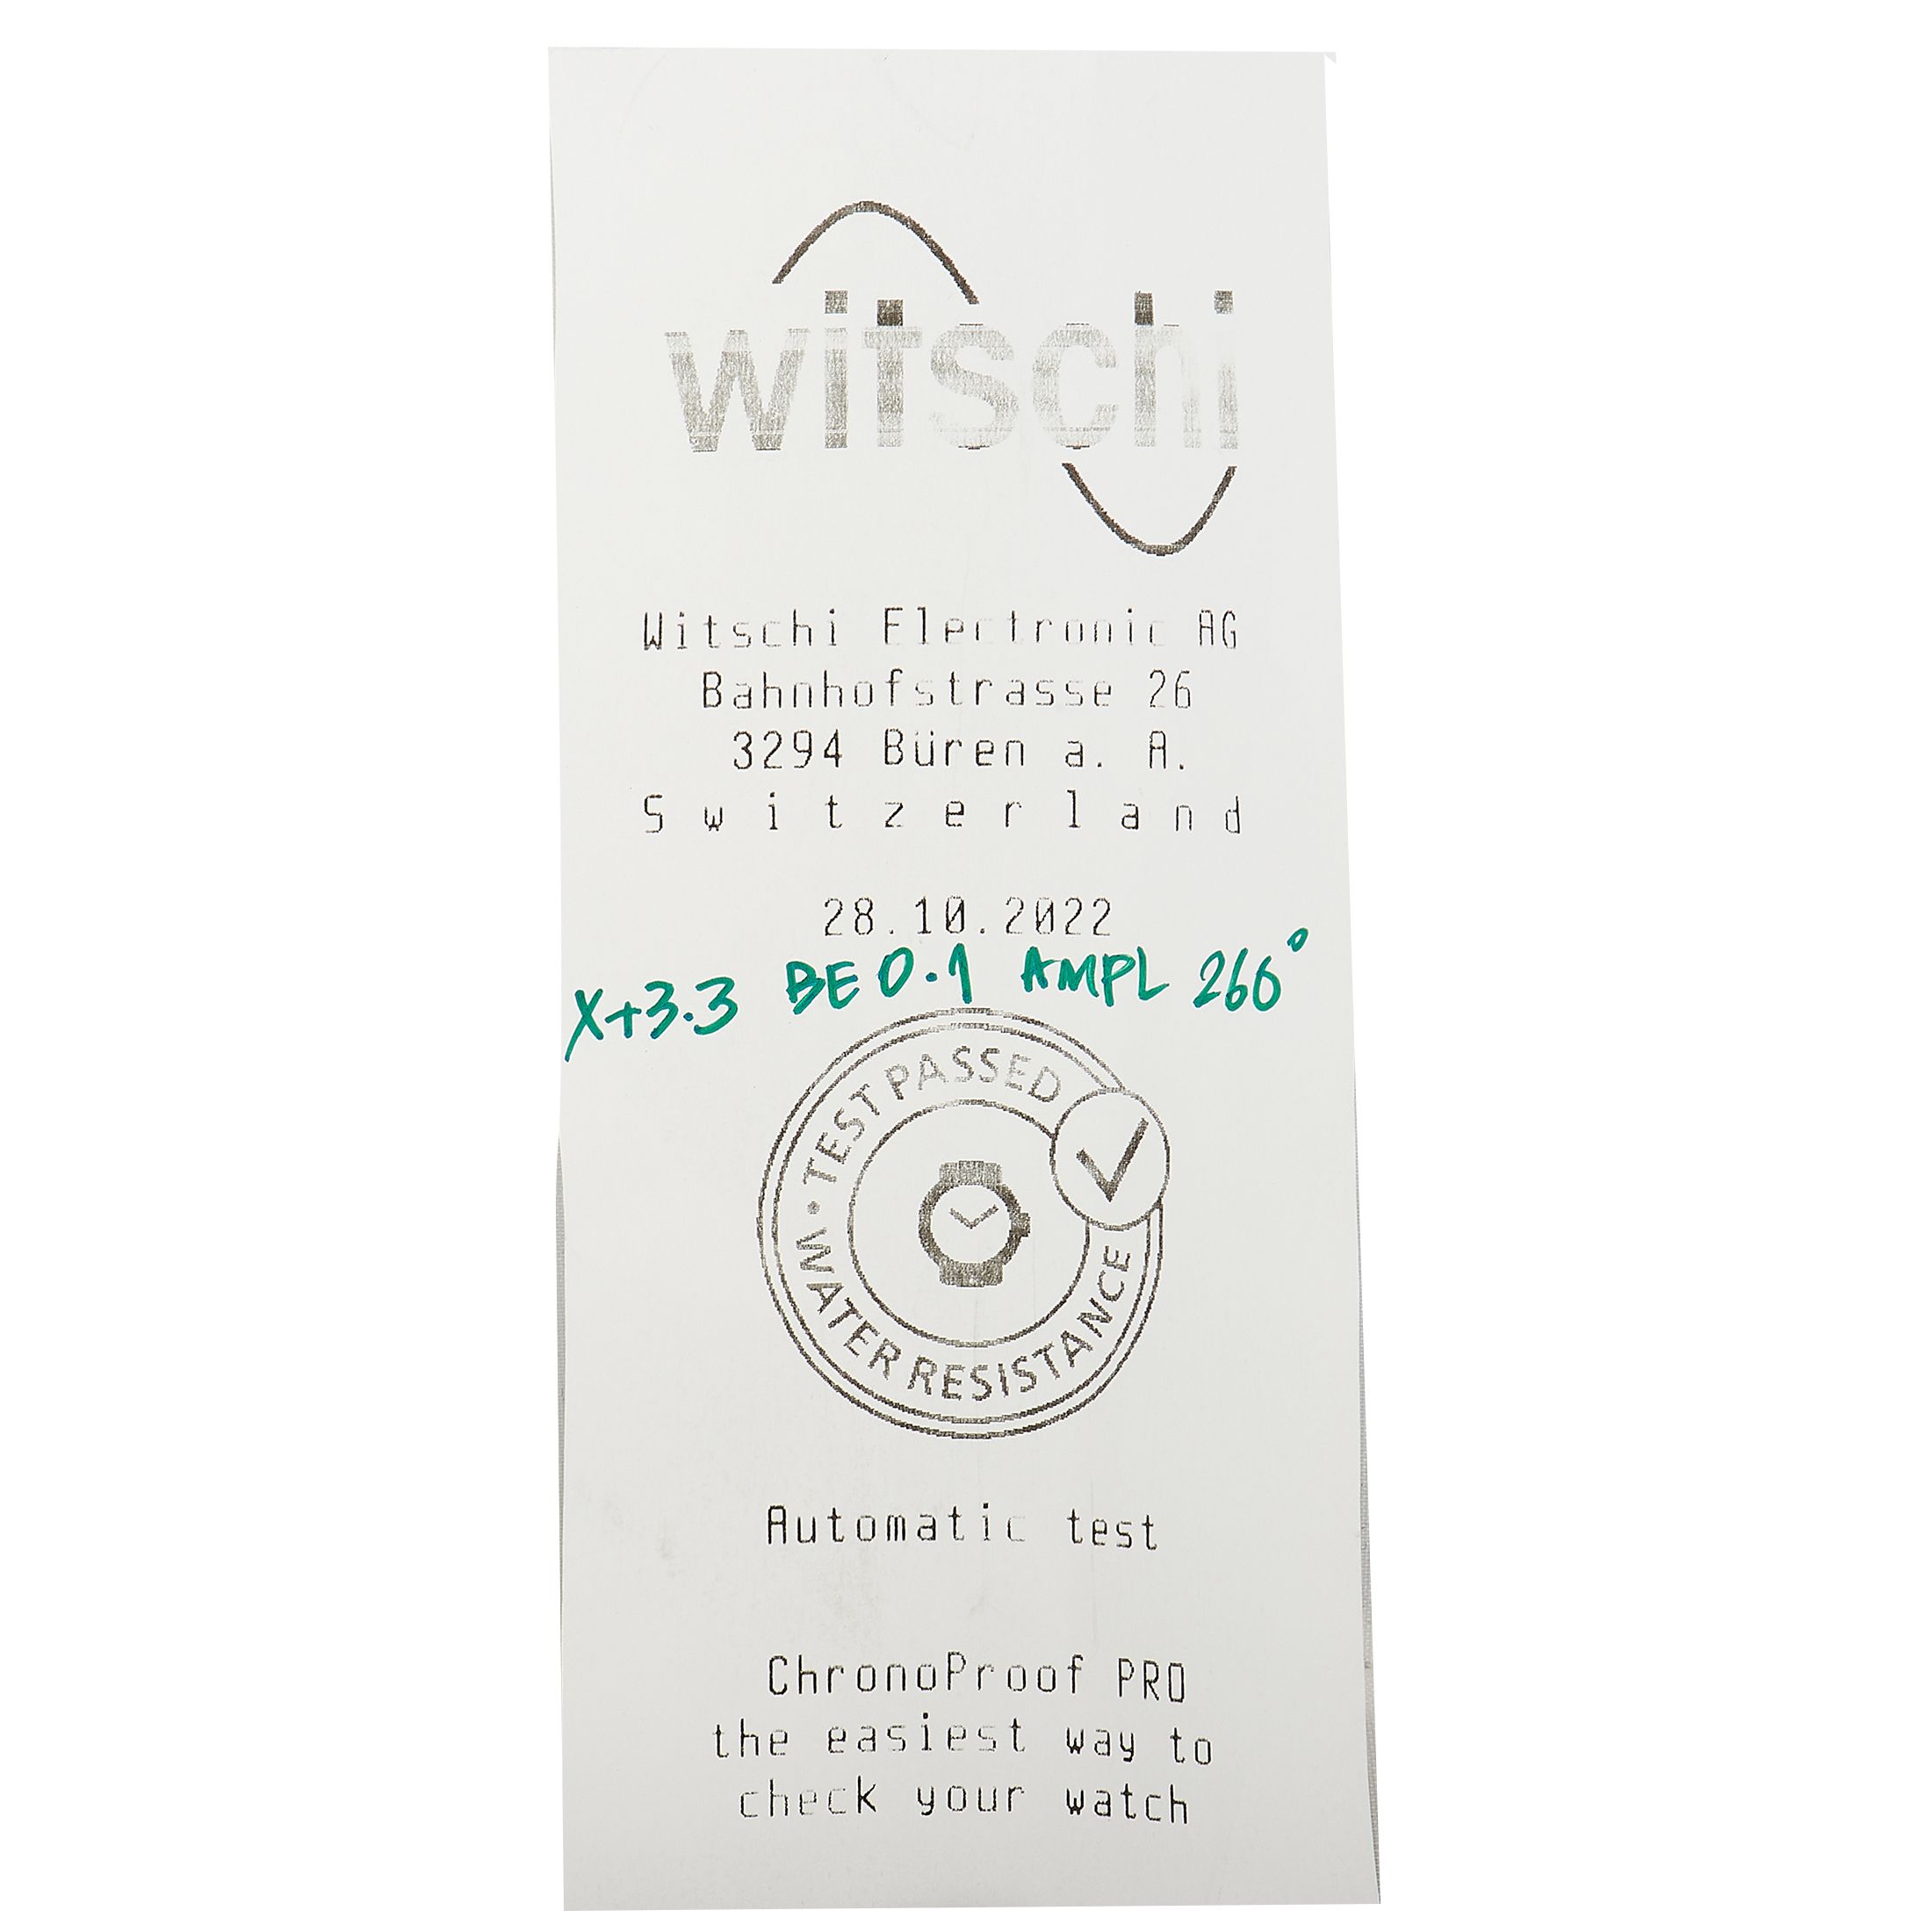 witschi
Witschi Electronic AG
Bahnhofstrasse 26
3294 Büren a. A.
Switzerland
28.10.2022
X+3.3 BE 0.1 AMPL 260°
TEST PASSED
• WATER RESISTANCE
Automatic test
ChronoProof PRO
the easiest way to
check your watch